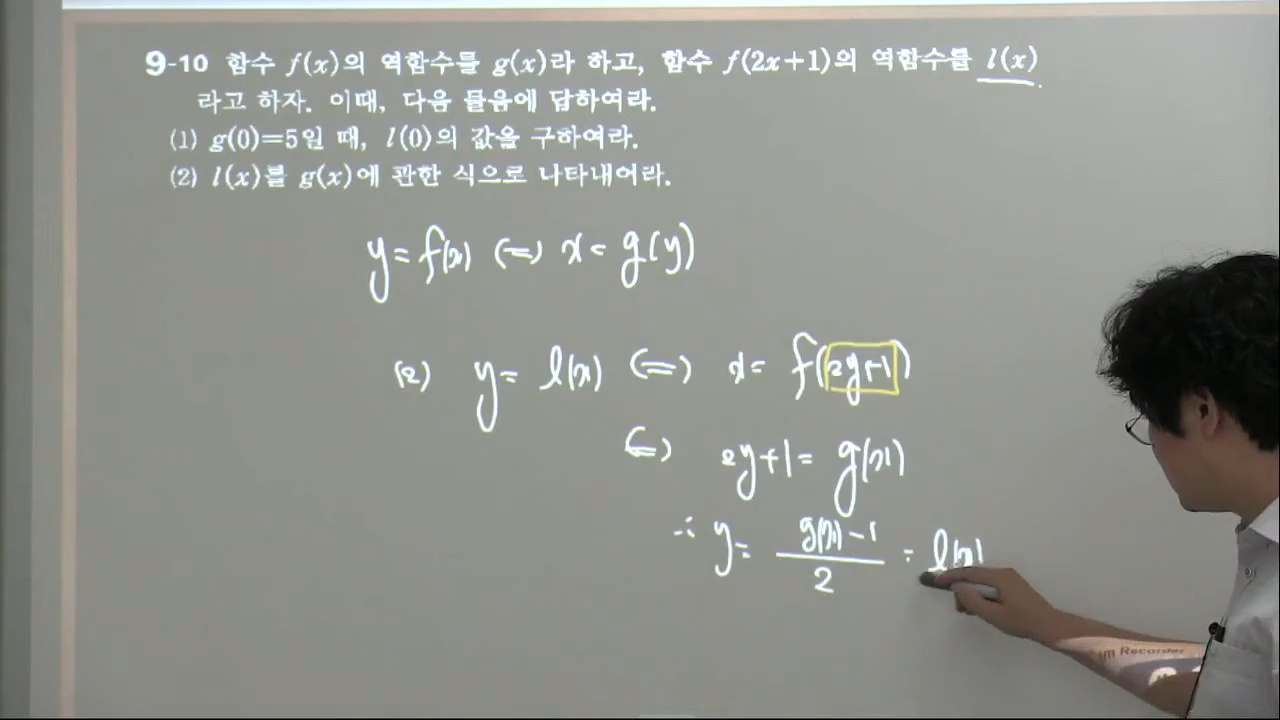 9-10 함수 f(x)의 역함수를 g(x)라 하고, 함수 f(2x+1)의 역함수를 l(x)
라고 하자. 이때, 다음 물음에 답하여라.
(1) g(0)=5일 때, l(0)의 값을 구하여라.
(2) l(x)를 g(x)에 관한 식으로 나타내어라.
y = f(x) ⇔ x = g(y)
(2) y = l(x) ⇔ x = f(2y+1)
⇔ 2y+1 = g(x)
∴ y = \frac{g(x)-1}{2} = l(x)
Recorder